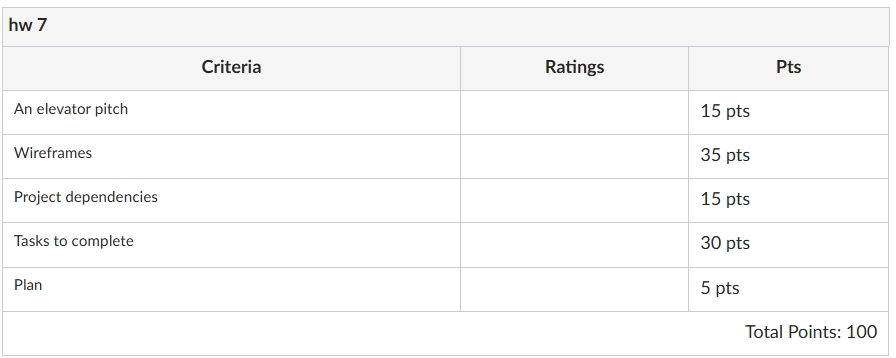 hw 7
Criteria Ratings Pts
An elevator pitch 15 pts
Wireframes 35 pts
Project dependencies 15 pts
Tasks to complete 30 pts
Plan 5 pts
Total Points: 100